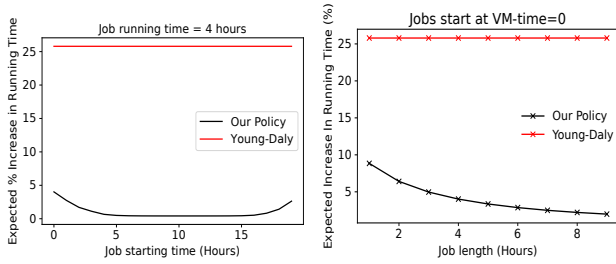 Job running time = 4 hours
Expected % Increase in Running Time
25
20
15
10
5
0
Our Policy
Young-Daly
0
5
10
15
Job starting time (Hours)
Jobs start at VM-time=0
Expected Increase In Running Time (%)
25
20
15
10
5
Our Policy
Young-Daly
2
4
6
8
Job length (Hours)